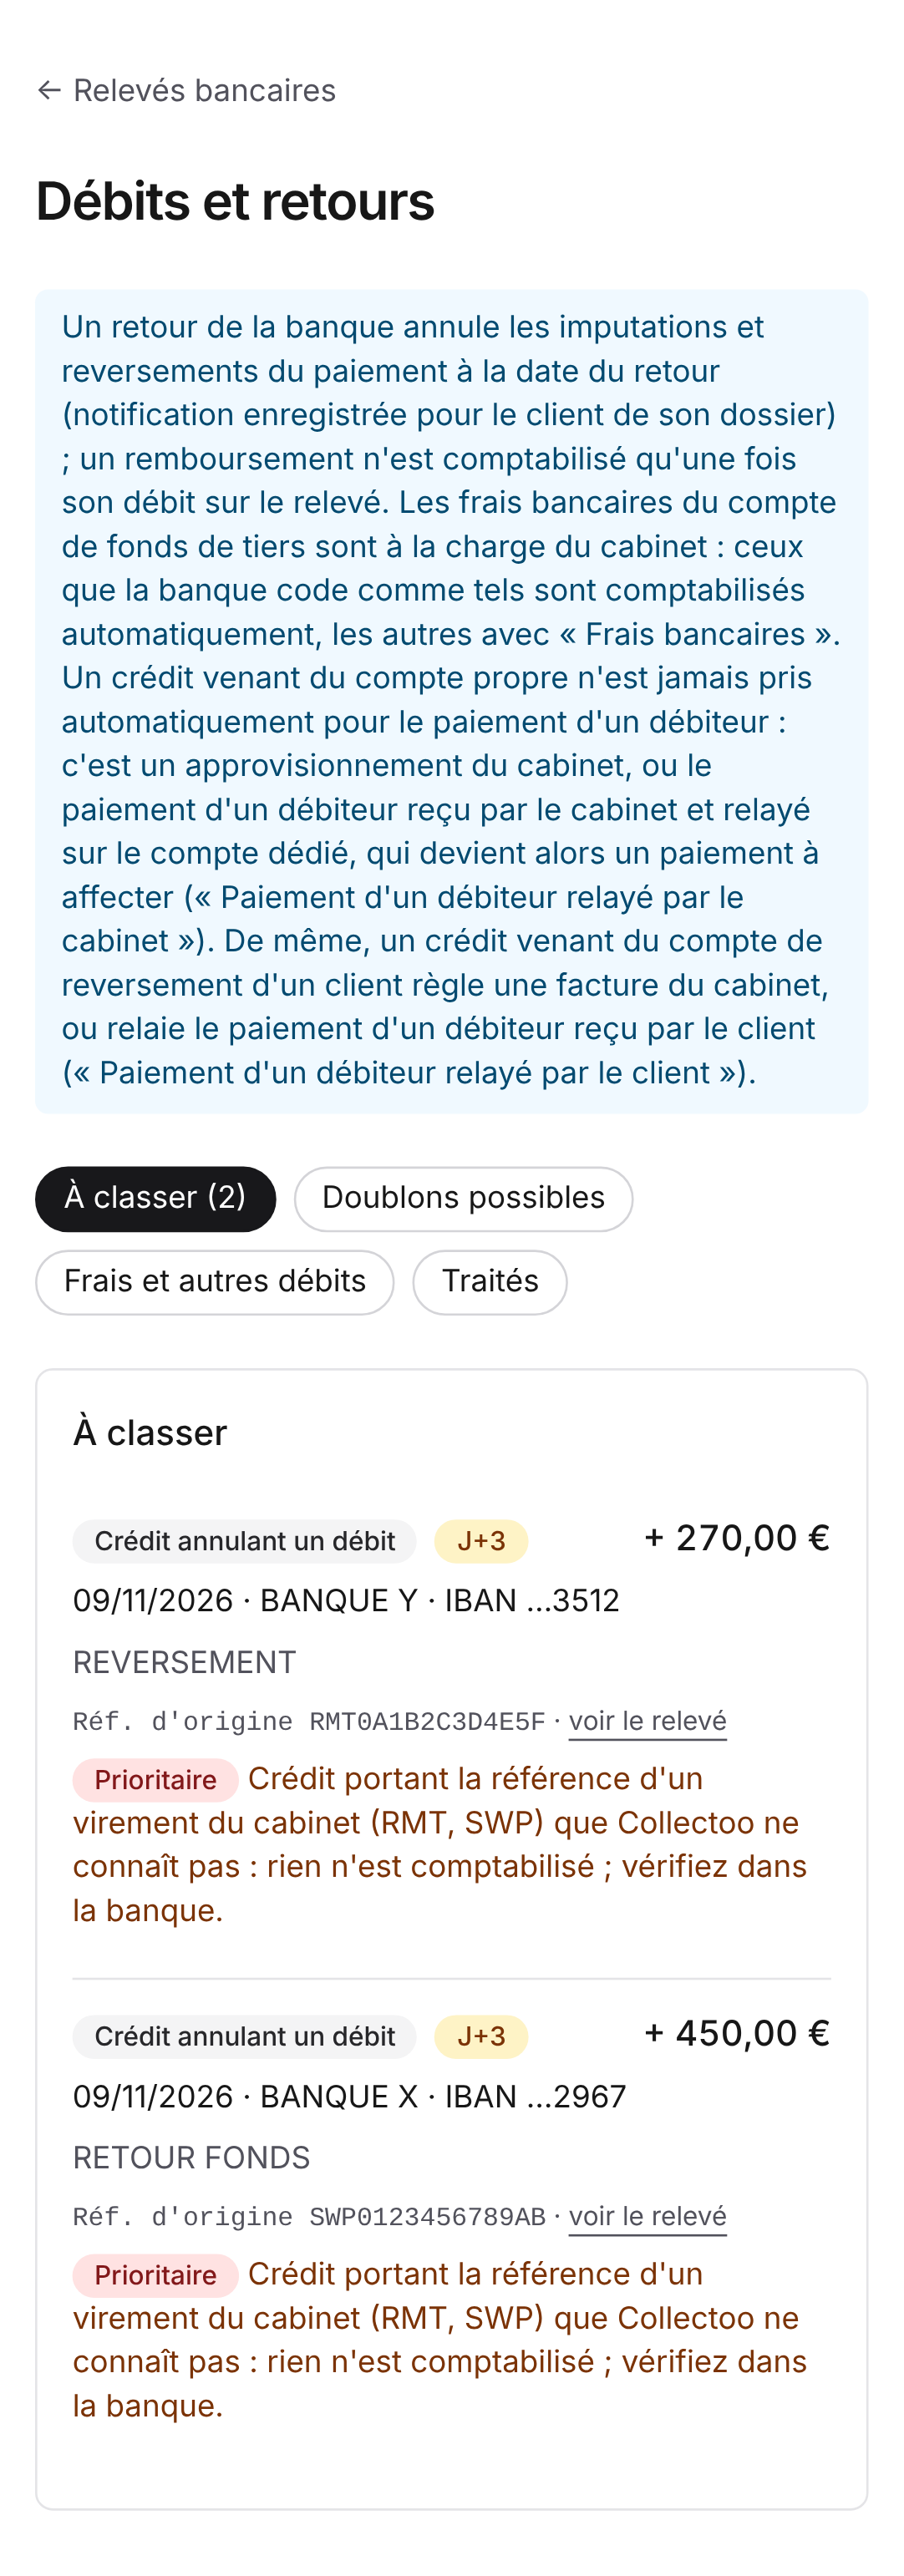 ← Relevés bancaires
Débits et retours
Un retour de la banque annule les imputations et
reversements du paiement à la date du retour
(notification enregistrée pour le client de son dossier)
; un remboursement n'est comptabilisé qu'une fois
son débit sur le relevé. Les frais bancaires du compte
de fonds de tiers sont à la charge du cabinet : ceux
que la banque code comme tels sont comptabilisés
automatiquement, les autres avec « Frais bancaires ».
Un crédit venant du compte propre n'est jamais pris
automatiquement pour le paiement d'un débiteur :
c'est un approvisionnement du cabinet, ou le
paiement d'un débiteur reçu par le cabinet et relayé
sur le compte dédié, qui devient alors un paiement à
affecter (« Paiement d'un débiteur relayé par le
cabinet »). De même, un crédit venant du compte de
reversement d'un client règle une facture du cabinet,
ou relaie le paiement d'un débiteur reçu par le client
(« Paiement d'un débiteur relayé par le client »).
À classer (2) Doublons possibles
Frais et autres débits Traités
À classer
Crédit annulant un débit J+3 + 270,00 €
09/11/2026 · BANQUE Y · IBAN ...3512
REVERSEMENT
Réf. d'origine RMT0A1B2C3D4E5F · voir le relevé
Prioritaire Crédit portant la référence d'un
virement du cabinet (RMT, SWP) que Collectoo ne
connaît pas : rien n'est comptabilisé ; vérifiez dans
la banque.
Crédit annulant un débit J+3 + 450,00 €
09/11/2026 · BANQUE X · IBAN ...2967
RETOUR FONDS
Réf. d'origine SWP0123456789AB · voir le relevé
Prioritaire Crédit portant la référence d'un
virement du cabinet (RMT, SWP) que Collectoo ne
connaît pas : rien n'est comptabilisé ; vérifiez dans
la banque.